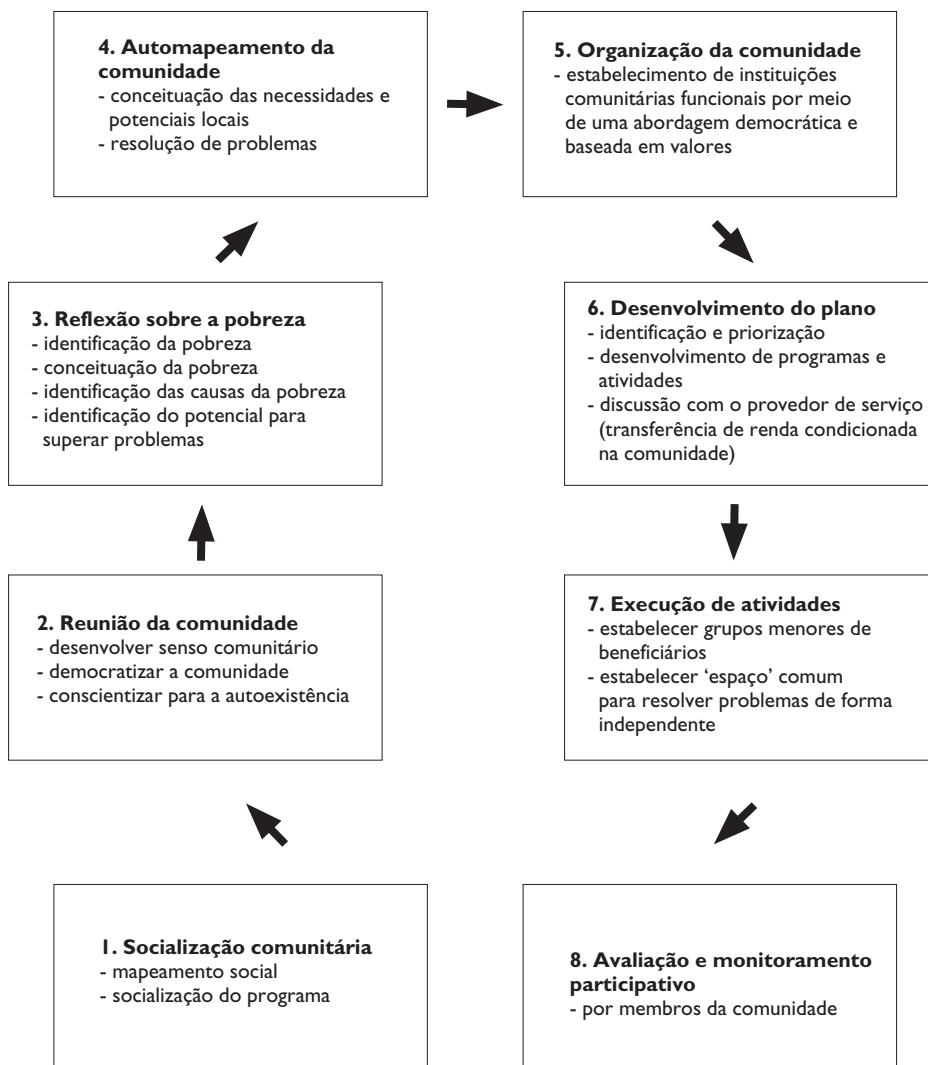 4. Automapeamento da
comunidade
- conceituação das necessidades e
potenciais locais
- resolução de problemas
5. Organização da comunidade
- estabelecimento de instituições
comunitárias funcionais por meio
de uma abordagem democrática e
baseada em valores
3. Reflexão sobre a pobreza
- identificação da pobreza
- conceituação da pobreza
- identificação das causas da pobreza
- identificação do potencial para
superar problemas
6. Desenvolvimento do plano
- identificação e priorização
- desenvolvimento de programas e
atividades
- discussão com o provedor de serviço
(transferência de renda condicionada
na comunidade)
2. Reunião da comunidade
- desenvolver senso comunitário
- democratizar a comunidade
- conscientizar para a autoexistência
7. Execução de atividades
- estabelecer grupos menores de
beneficiários
- estabelecer ‘espaço’ comum
para resolver problemas de forma
independente
1. Socialização comunitária
- mapeamento social
- socialização do programa
8. Avaliação e monitoramento
participativo
- por membros da comunidade